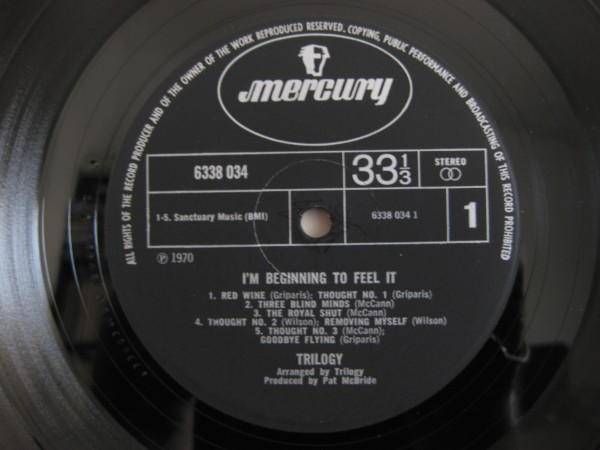 ALL RIGHTS OF THE RECORD PRODUCER AND OF THE OWNER OF THE WORK REPRODUCED RESERVED. COPYING, PUBLIC PERFORMANCE AND BROADCASTING OF THIS RECORD PROHIBITED
mercury
6338 034
33 1/3
STEREO
1-5. Sanctuary Music (BMI)
6338 034 1
1
℗ 1970
I'M BEGINNING TO FEEL IT
1. RED WINE (Griparis); THOUGHT NO. 1 (Griparis)
2. THREE BLIND MINDS (McCann)
3. THE ROYAL SHUT (McCann)
4. THOUGHT NO. 2 (Wilson); REMOVING MYSELF (Wilson)
5. THOUGHT NO. 3 (McCann);
GOODBYE FLYING (Griparis)
TRILOGY
Arranged by Trilogy
Produced by Pat McBride